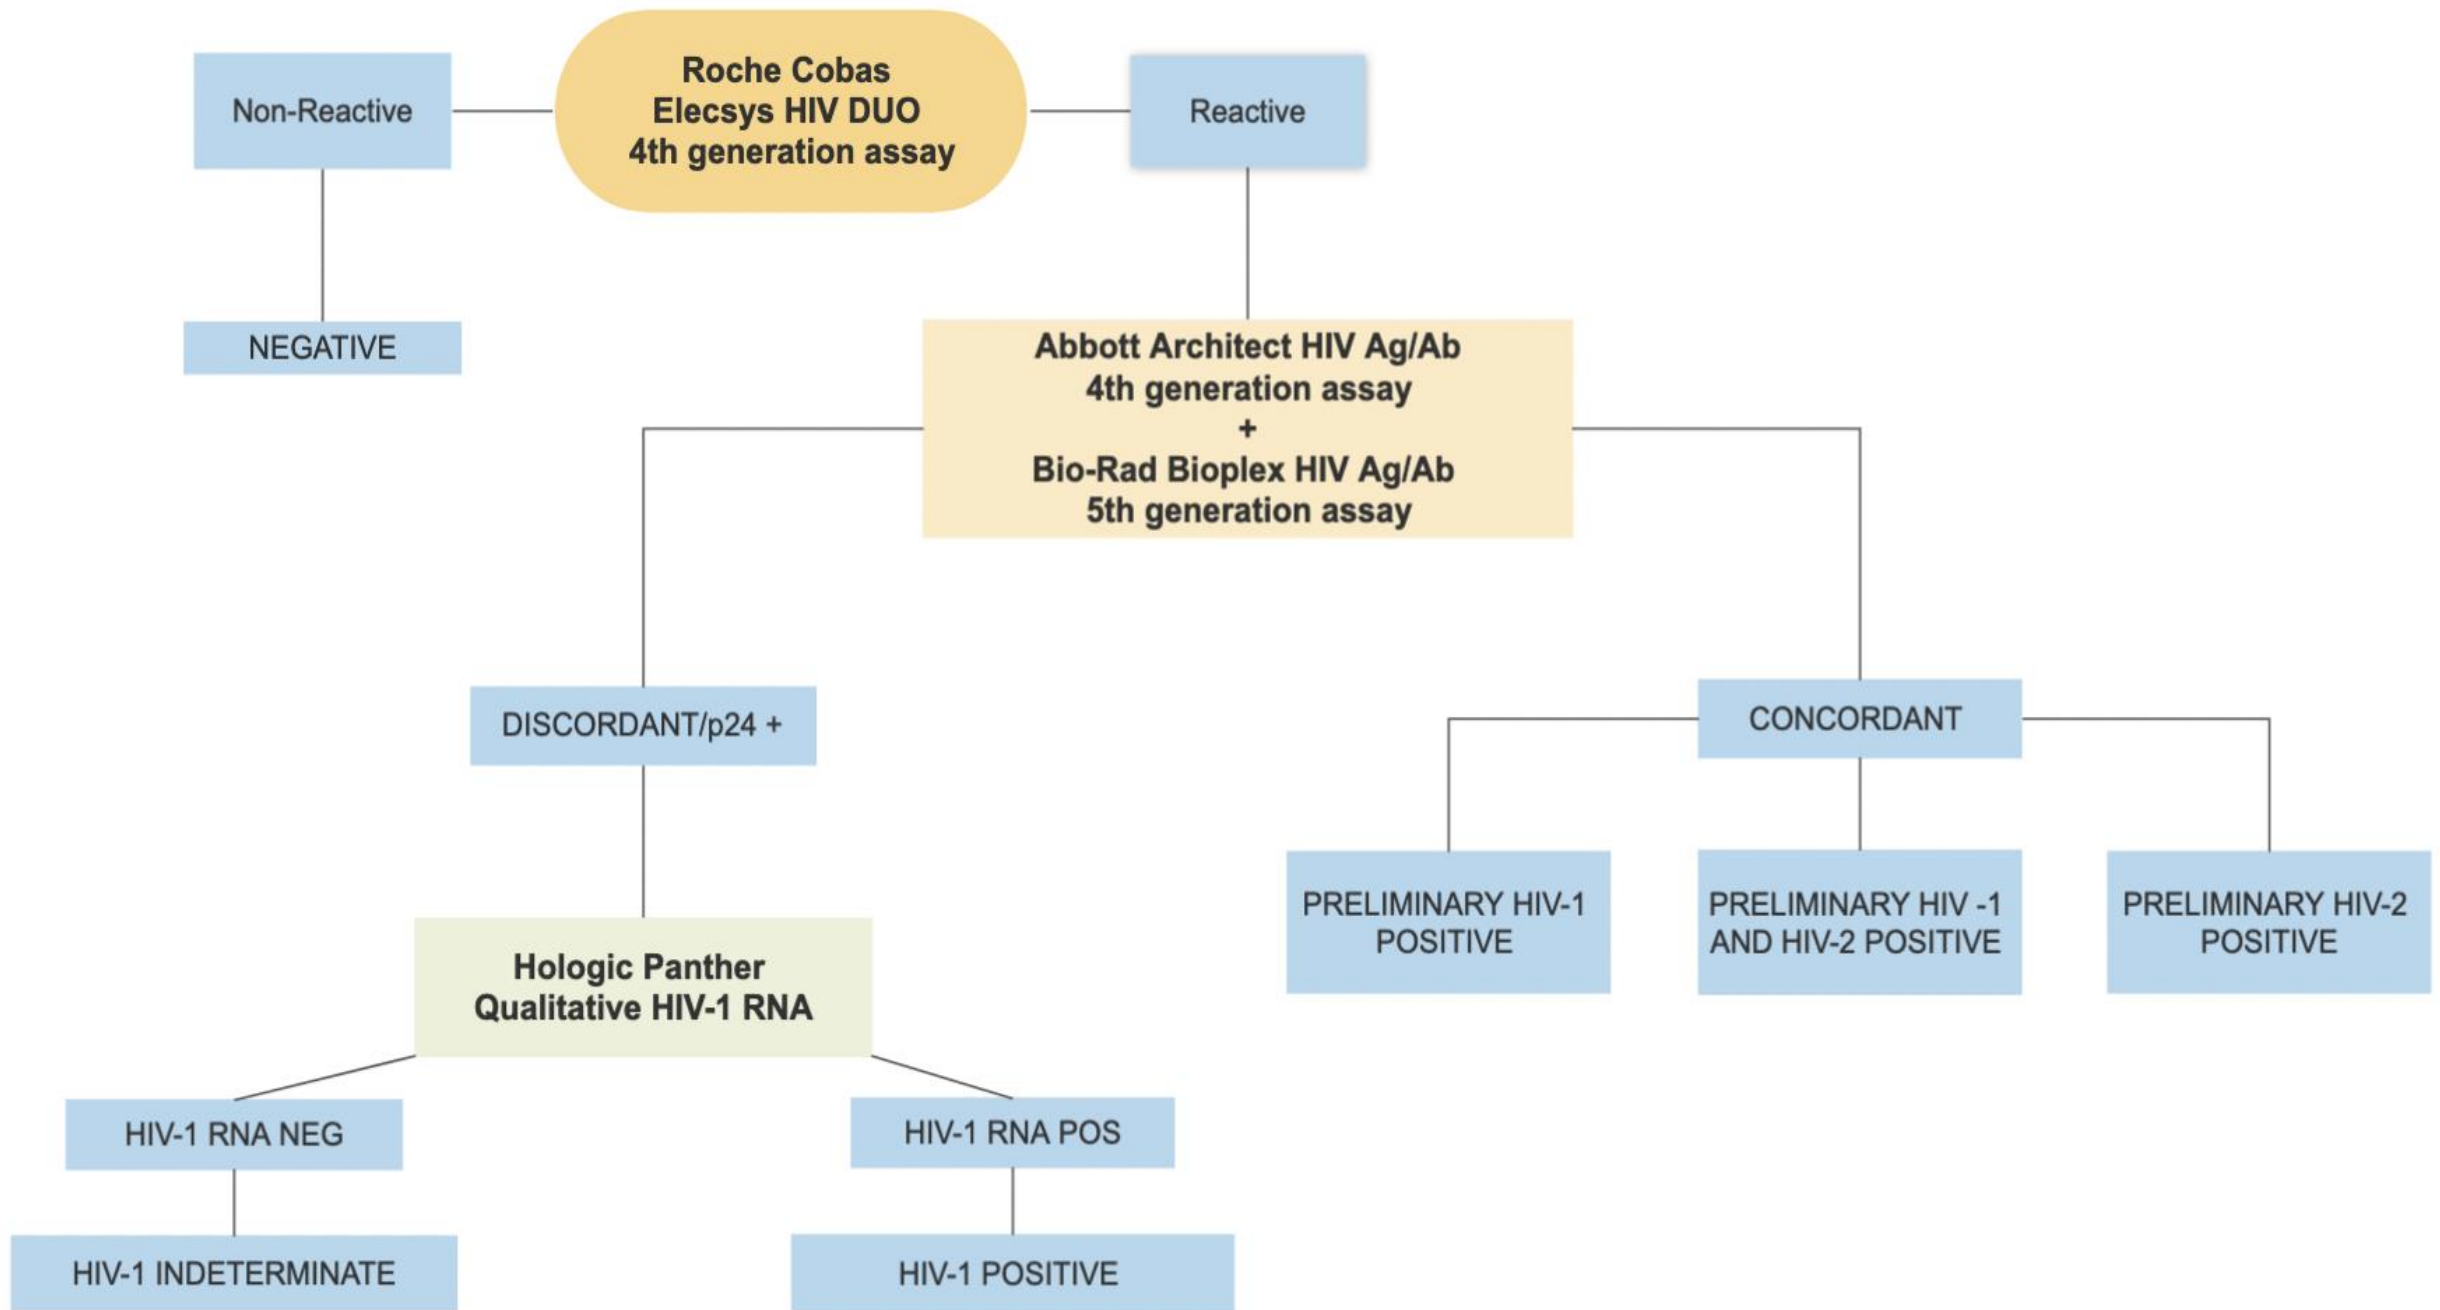 Non-Reactive
Roche Cobas
Elecsys HIV DUO
4th generation assay
Reactive
NEGATIVE
Abbott Architect HIV Ag/Ab
4th generation assay
+
Bio-Rad Bioplex HIV Ag/Ab
5th generation assay
DISCORDANT/p24 +
CONCORDANT
PRELIMINARY HIV-1
POSITIVE
PRELIMINARY HIV -1
AND HIV-2 POSITIVE
PRELIMINARY HIV-2
POSITIVE
Hologic Panther
Qualitative HIV-1 RNA
HIV-1 RNA NEG
HIV-1 RNA POS
HIV-1 INDETERMINATE
HIV-1 POSITIVE